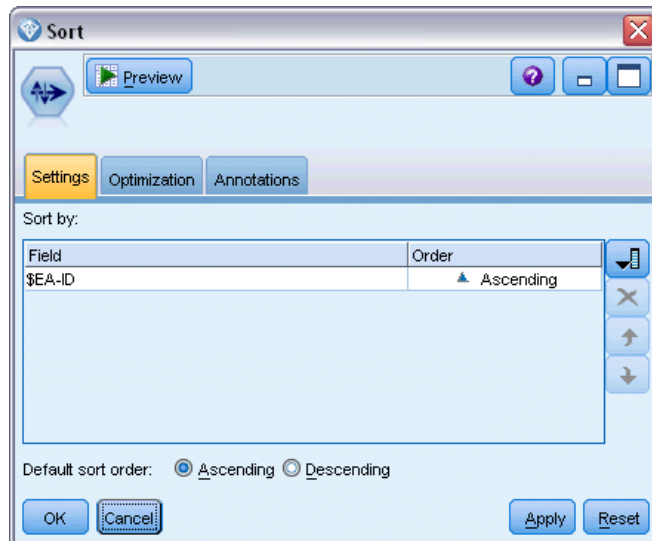 Sort
Preview
?
Settings Optimization Annotations
Sort by:
Field Order
$EA-ID Ascending
Default sort order: Ascending Descending
OK Cancel Apply Reset